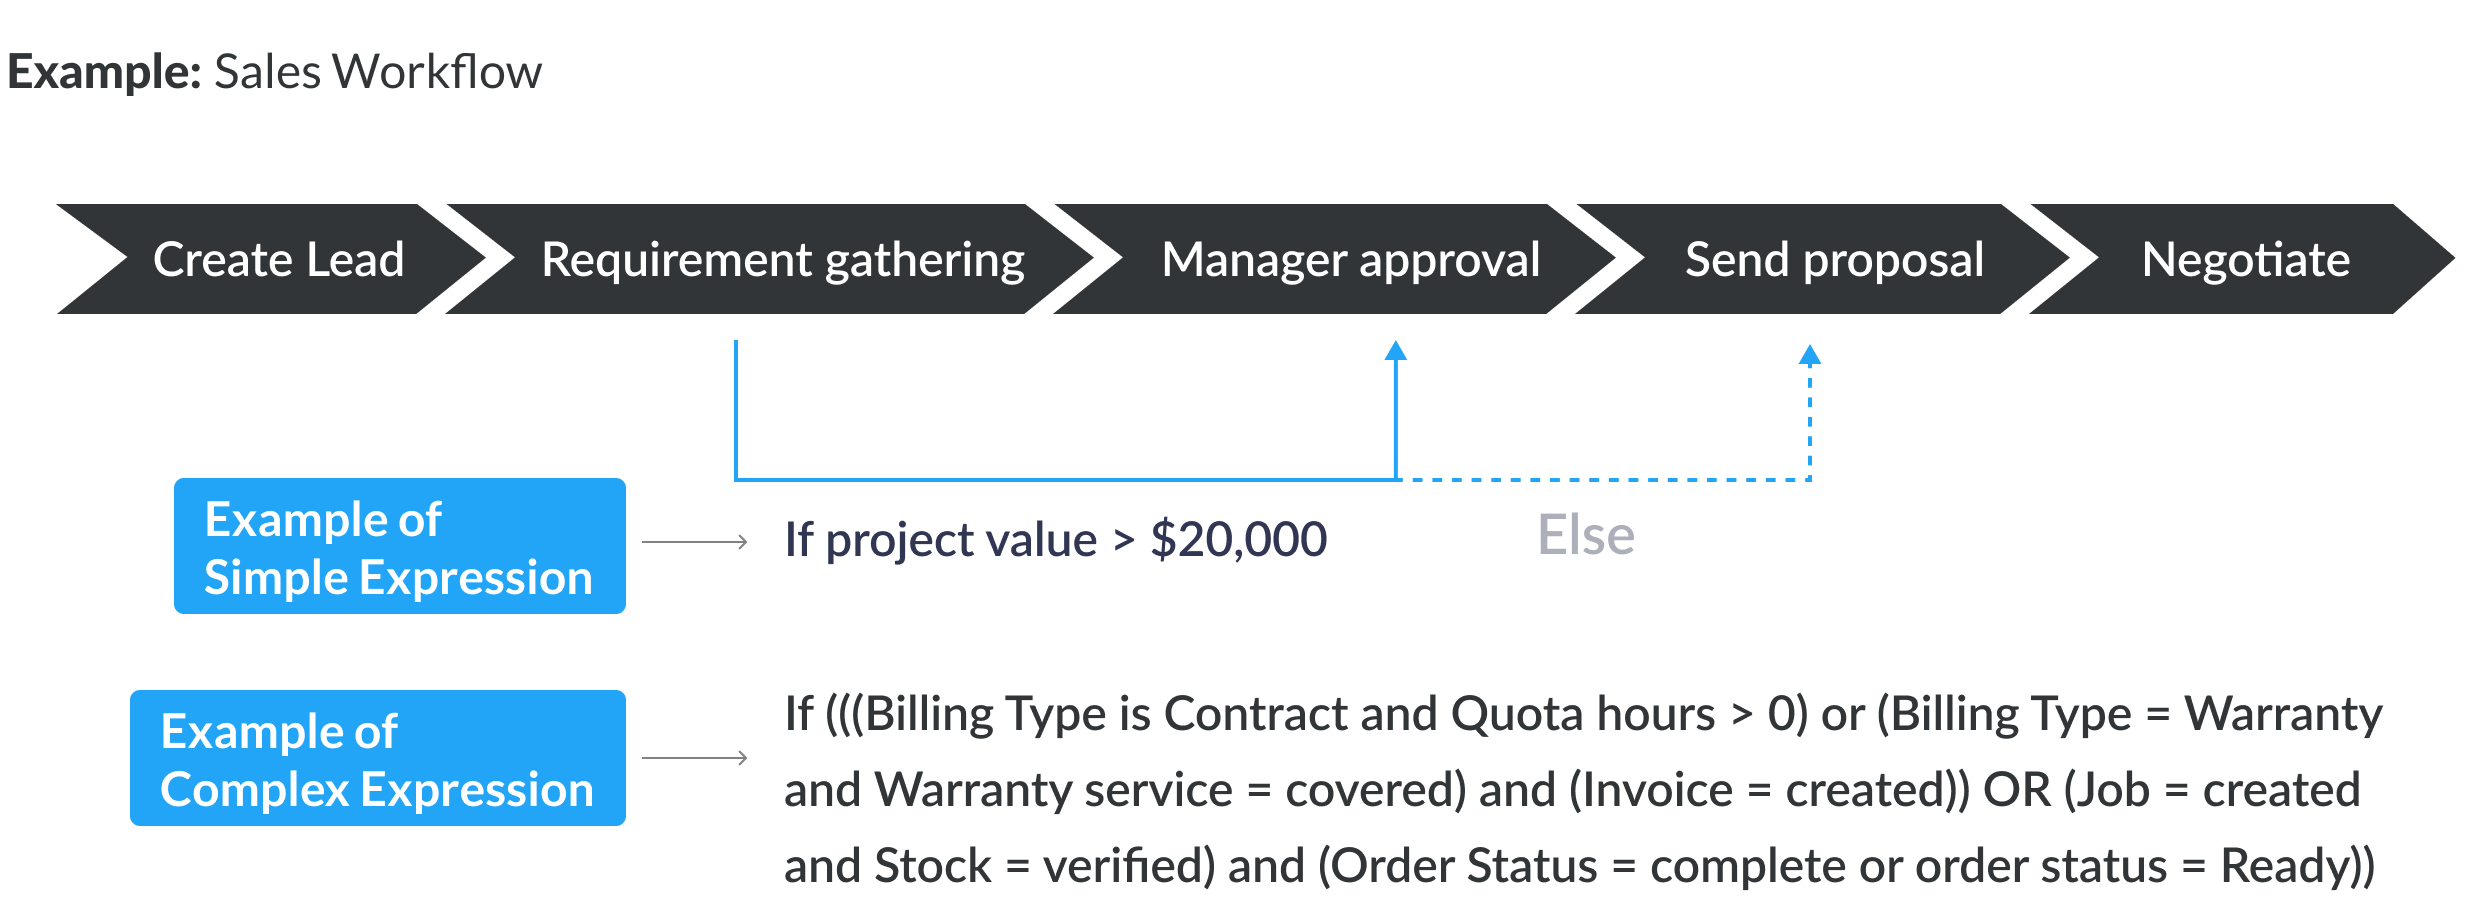 Example: Sales Workflow
Create Lead
Requirement gathering
Manager approval
Send proposal
Negotiate
Example of
Simple Expression
If project value > $20,000
Else
Example of
Complex Expression
If (((Billing Type is Contract and Quota hours > 0) or (Billing Type = Warranty
and Warranty service = covered) and (Invoice = created)) OR (Job = created
and Stock = verified) and (Order Status = complete or order status = Ready))